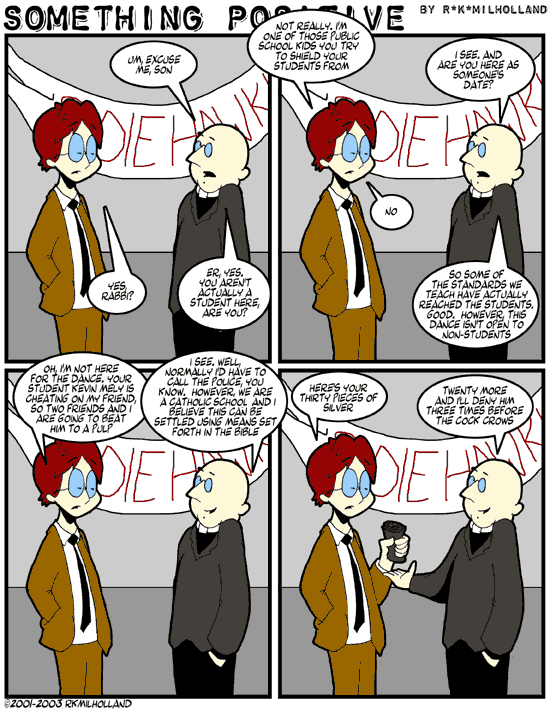 SOMETHING POSITIVE BY R*K*MILHOLLAND
UM, EXCUSE
ME, SON
YES,
RABBI?
ER, YES.
YOU AREN'T
ACTUALLY A
STUDENT HERE,
ARE YOU?
DIE HAWK
NOT REALLY. I'M
ONE OF THOSE PUBLIC
SCHOOL KIDS YOU TRY
TO SHIELD YOUR
STUDENTS FROM
I SEE. AND
ARE YOU HERE AS
SOMEONE'S
DATE?
NO
SO SOME OF
THE STANDARDS WE
TEACH HAVE ACTUALLY
REACHED THE STUDENTS.
GOOD. HOWEVER, THIS
DANCE ISN'T OPEN TO
NON-STUDENTS
DIE HAWK
OH, I'M NOT HERE
FOR THE DANCE. YOUR
STUDENT KEVIN MELY IS
CHEATING ON MY FRIEND,
SO TWO FRIENDS AND I
ARE GOING TO BEAT
HIM TO A PULP
I SEE. WELL,
NORMALLY I'D HAVE TO
CALL THE POLICE, YOU
KNOW. HOWEVER, WE ARE
A CATHOLIC SCHOOL AND I
BELIEVE THIS CAN BE
SETTLED USING MEANS SET
FORTH IN THE BIBLE
DIE H
HERE'S YOUR
THIRTY PIECES OF
SILVER
TWENTY MORE
AND I'LL DENY HIM
THREE TIMES BEFORE
THE COCK CROWS
DIE H
©2001-2003 RKMILHOLLAND